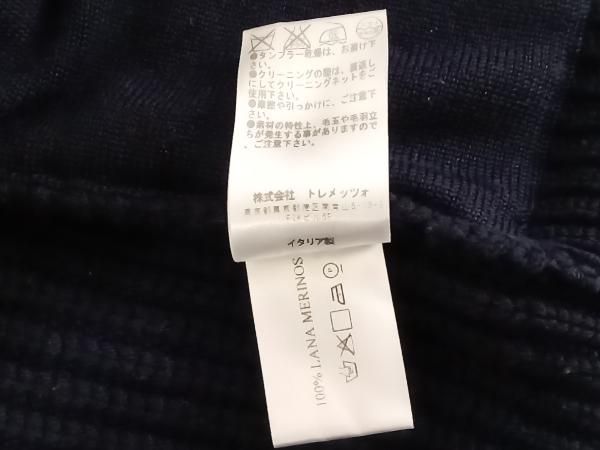 ●タンブラー乾燥は、お避け下
さい。
●クリーニングの際は、裏返し
にしてクリーニングネットをご
使用下さい。
●摩擦や引っかけに、ご注意下
さい。
●素材の特性上、毛玉や毛羽立
ちが発生する事がありますので
、ご注意下さい。
株式会社 トレメッツォ
イタリア製
100% LANA MERINOS